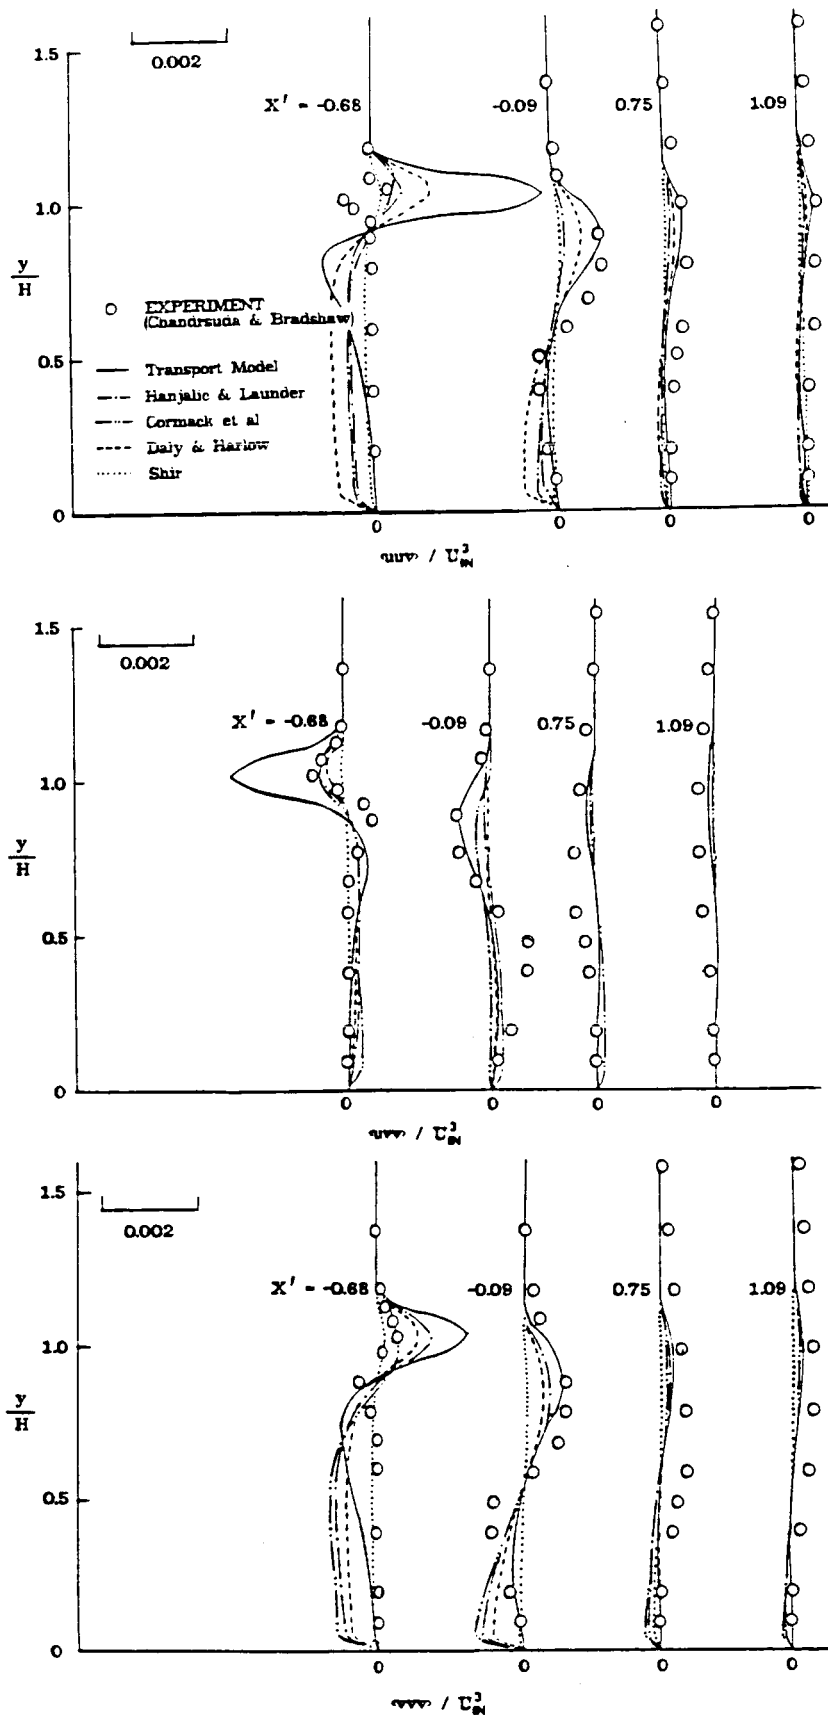 1.5
0.002
X' = -0.68
-0.09
0.75
1.09
1.0
y
H
EXPERIMENT
(Chandrsuda & Bradshaw)
0.5
Transport Model
Hanjalic & Launder
Cormack et al
Daly & Harlow
Shir
0
0 0 0 0
/ U³IN
1.5
0.002
X' = -0.68
-0.09
0.75
1.09
1.0
y
H
0.5
0
0 0 0 0
/ U³IN
1.5
0.002
X' = -0.68
-0.09
0.75
1.09
1.0
y
H
0.5
0
0 0 0 0
/ U³IN